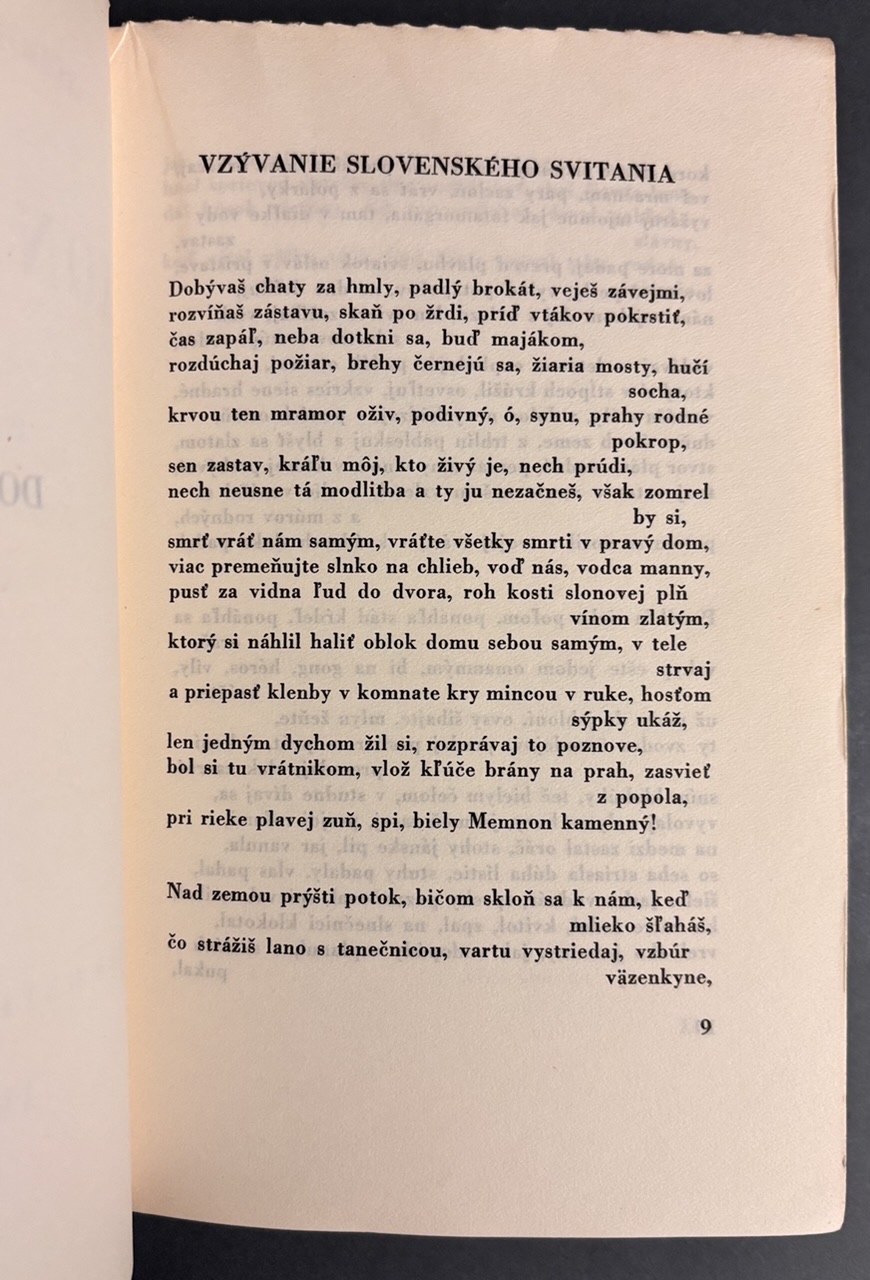 VZÝVANIE SLOVENSKÉHO SVITANIA
Dobývaš chaty za hmly, padlý brokát, veješ závejmi,
rozvíňaš zástavu, skaň po žrdi, príď vtákov pokrstiť,
čas zapáľ, neba dotkni sa, buď majákom,
rozdúchaj požiar, brehy černejú sa, žiaria mosty, hučí
socha,
krvou ten mramor oživ, podivný, ó, synu, prahy rodné
pokrop,
sen zastav, kráľu môj, kto živý je, nech prúdi,
nech neusne tá modlitba a ty ju nezačneš, však zomrel
by si,
smrť vráť nám samým, vráťte všetky smrti v pravý dom,
viac premeňujte slnko na chlieb, voď nás, vodca manny,
pusť za vidna ľud do dvora, roh kosti slonovej plň
vínom zlatým,
ktorý si náhlil haliť oblok domu sebou samým, v tele
strvaj
a priepasť klenby v komnate kry mincou v ruke, hosťom
sýpky ukáž,
len jedným dychom žil si, rozprávaj to poznove,
bol si tu vrátnikom, vlož kľúče brány na prah, zasvieť
z popola,
pri rieke plavej zuň, spi, biely Memnon kamenný!
Nad zemou prýšti potok, bičom skloň sa k nám, keď
mlieko šľaháš,
čo strážiš lano s tanečnicou, vartu vystriedaj, vzbúr
väzenkyne,
9